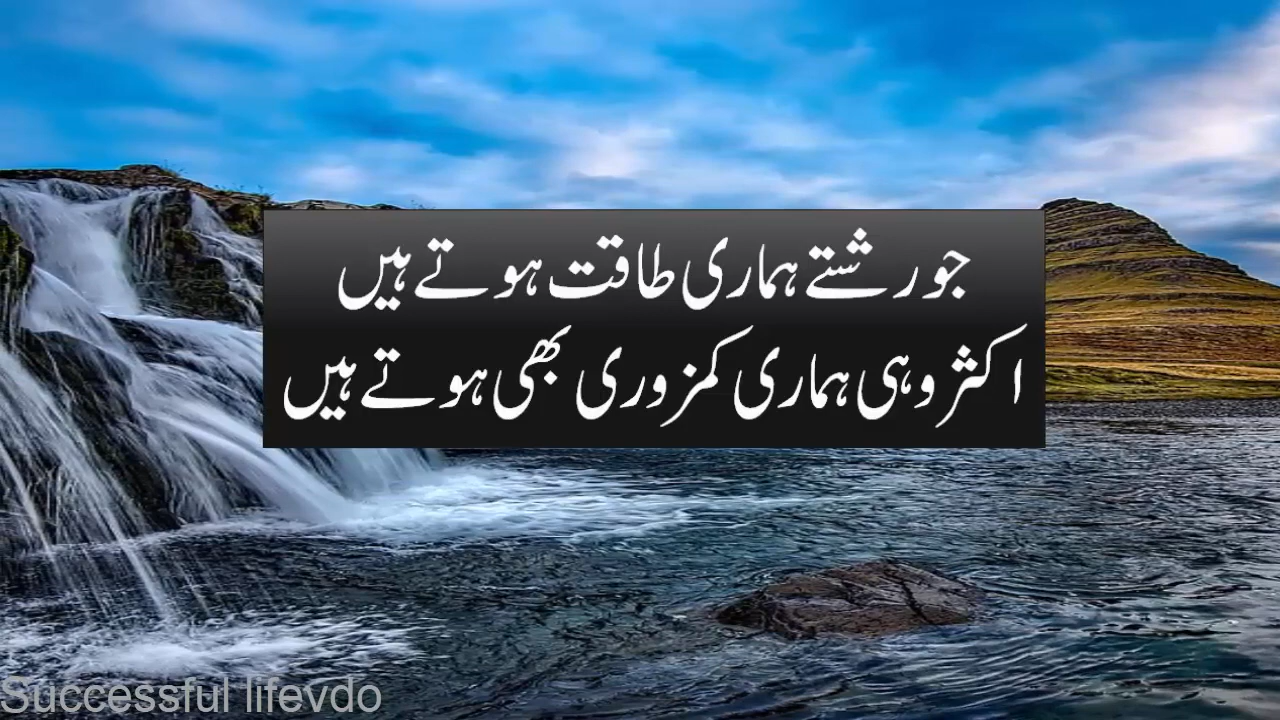 جو رشتے ہماری طاقت ہوتے ہیں
اکثر وہی ہماری کمزوری بھی ہوتے ہیں
Successful lifevdo